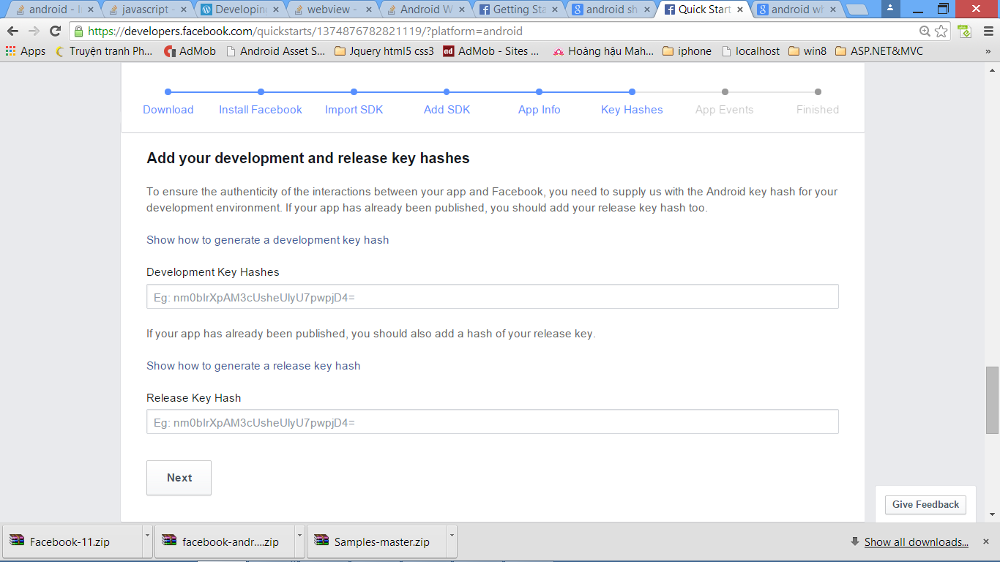 android - I
javascript -
Developing
webview -
Android W
Getting Sta
android sh
Quick Start
android wh
https://developers.facebook.com/quickstarts/1374876782821119/?platform=android
Apps
Truyện tranh Ph...
AdMob
Android Asset S...
Jquery html5 css3
ad AdMob - Sites ...
Hoàng hậu Mah...
iphone
localhost
win8
ASP.NET&MVC
»
Download
Install Facebook
Import SDK
Add SDK
App Info
Key Hashes
App Events
Finished
Add your development and release key hashes
To ensure the authenticity of the interactions between your app and Facebook, you need to supply us with the Android key hash for your
development environment. If your app has already been published, you should add your release key hash too.
Show how to generate a development key hash
Development Key Hashes
Eg: nm0bIrXpAM3cUsheUlyU7pwpjD4=
If your app has already been published, you should also add a hash of your release key.
Show how to generate a release key hash
Release Key Hash
Eg: nm0bIrXpAM3cUsheUlyU7pwpjD4=
Next
Give Feedback
Facebook-11.zip
facebook-andr....zip
Samples-master.zip
Show all downloads...